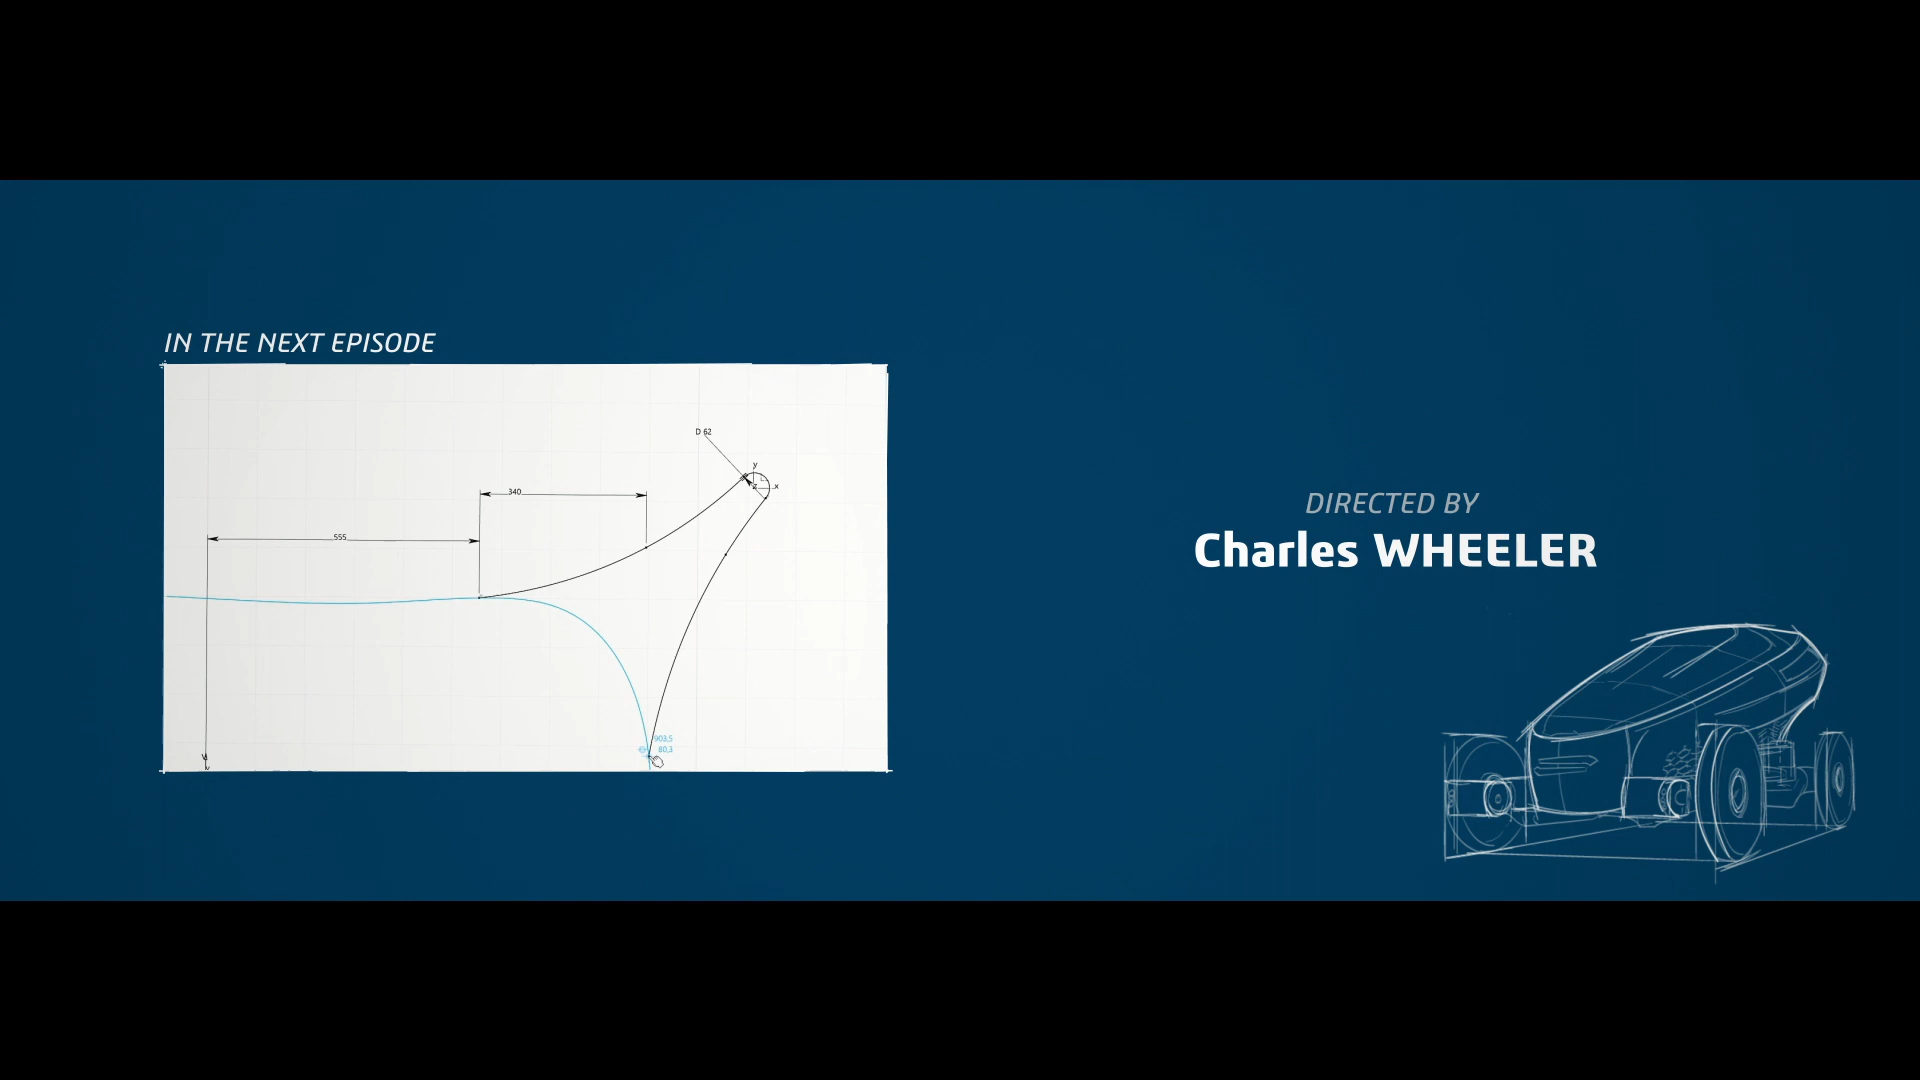 IN THE NEXT EPISODE
D 62
y
x
z
340
555
903,5
80,3
DIRECTED BY
Charles WHEELER